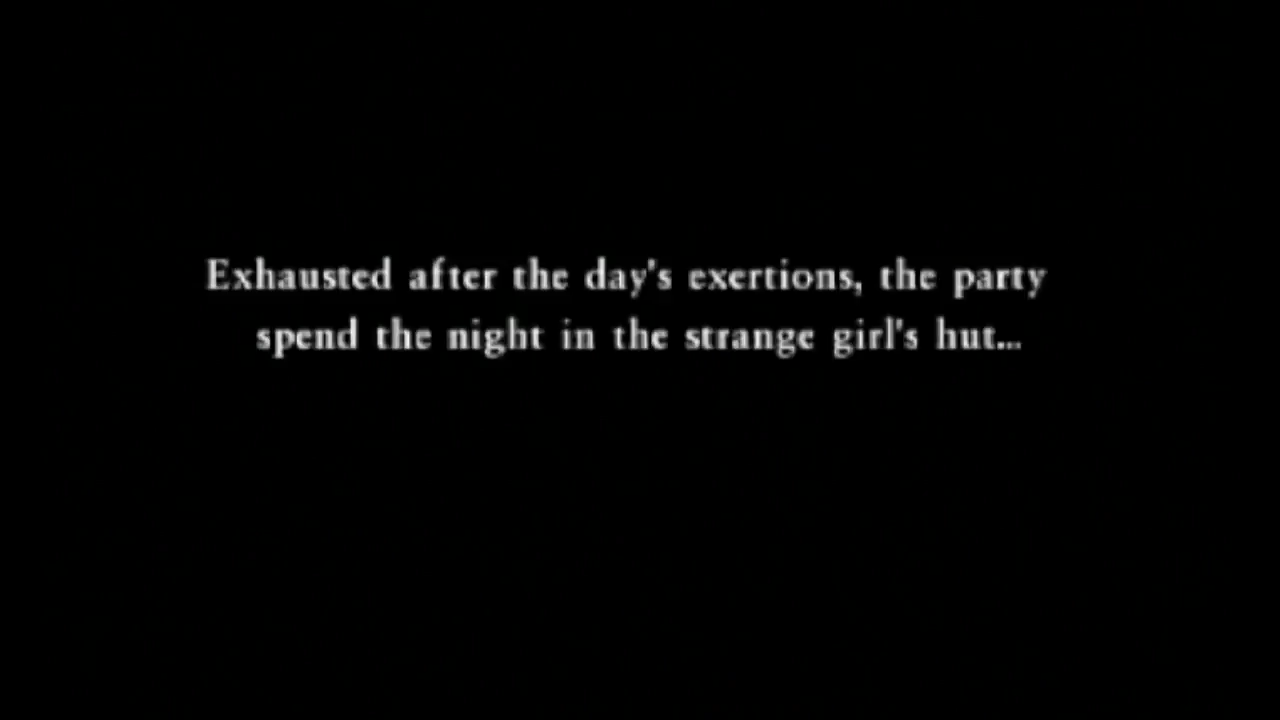 Exhausted after the day's exertions, the party
spend the night in the strange girl's hut...